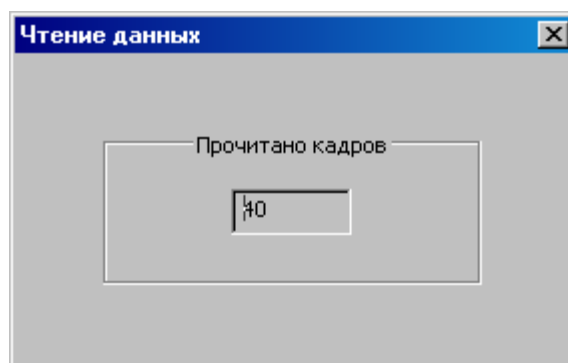 Чтение данных
Прочитано кадров
40